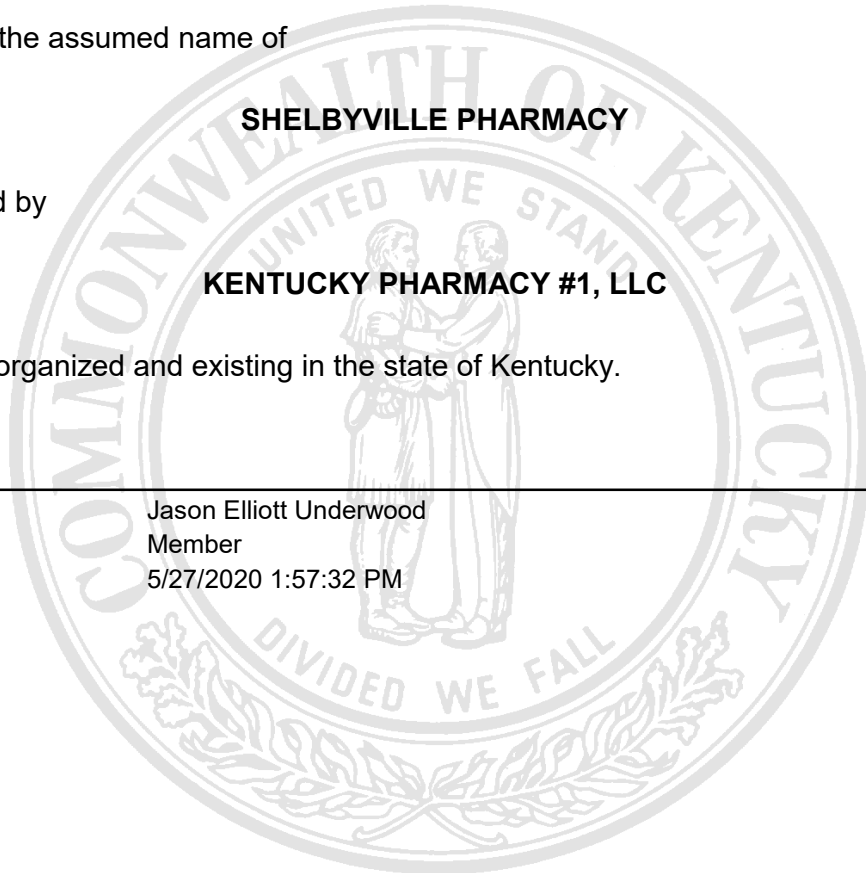 the assumed name of
SHELBYVILLE PHARMACY
d by
KENTUCKY PHARMACY #1, LLC
organized and existing in the state of Kentucky.
Jason Elliott Underwood
Member
5/27/2020 1:57:32 PM
COMMONWEALTH OF KENTUCKY
UNITED WE STAND
DIVIDED WE FALL